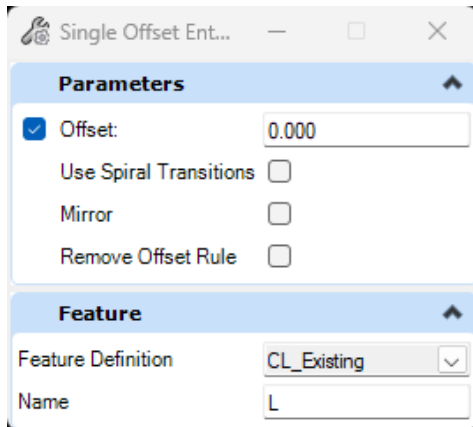 Single Offset Ent...
Parameters
Offset: 0.000
Use Spiral Transitions
Mirror
Remove Offset Rule
Feature
Feature Definition CL_Existing
Name L